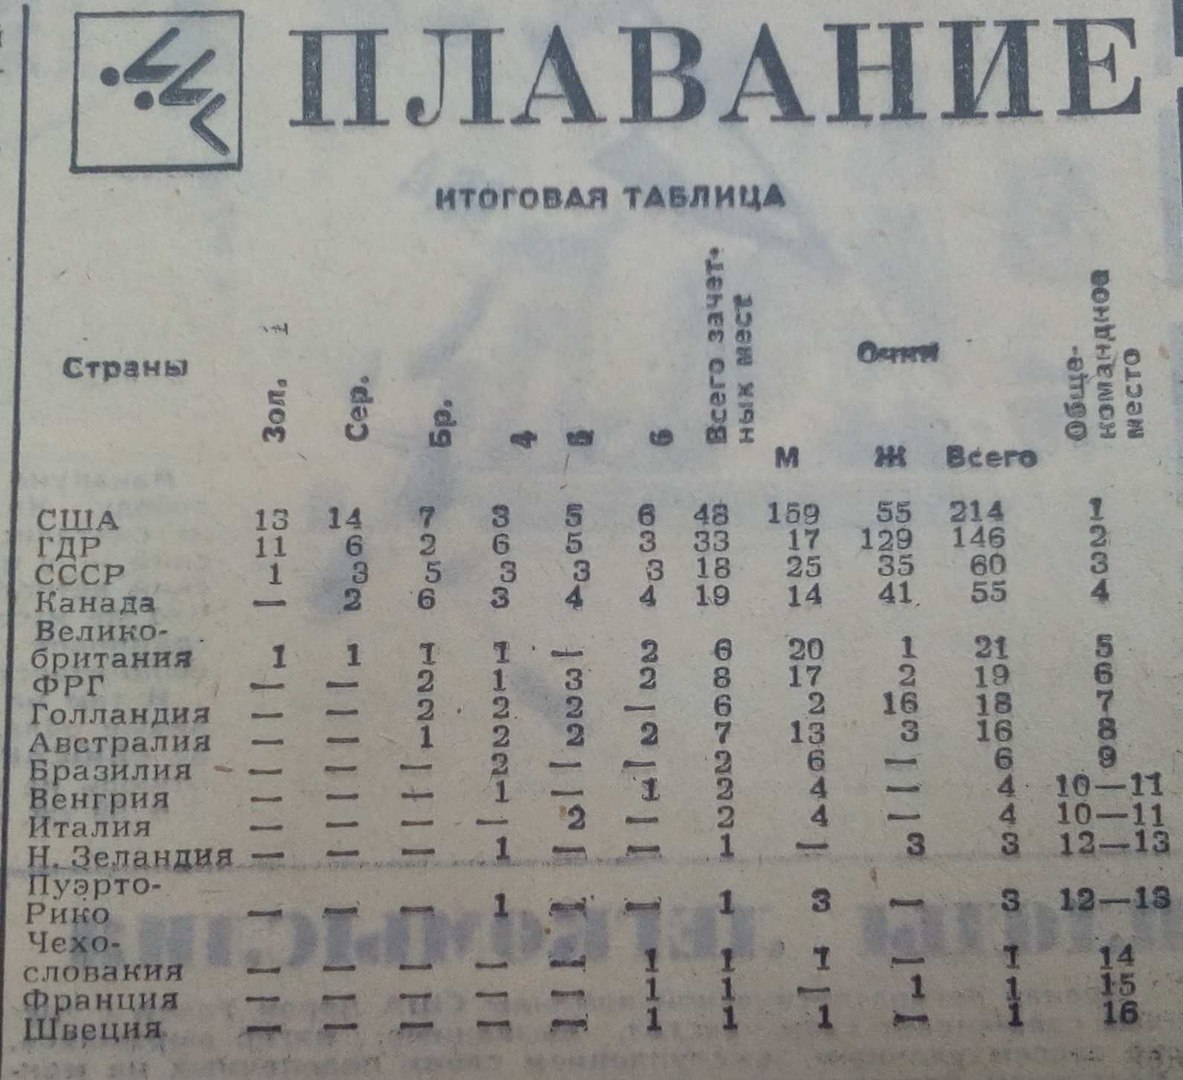 ПЛАВАНИЕ
ИТОГОВАЯ ТАБЛИЦА
Страны Зол. Сер. Бр. 4 5 6 Всего зачет-ных мест Очки М Ж Всего Обще-командное место
США 13 14 7 3 5 6 48 159 55 214 1
ГДР 11 6 2 6 5 3 33 17 129 146 2
СССР 1 3 5 3 3 3 18 25 35 60 3
Канада — 2 6 3 4 4 19 14 41 55 4
Велико-
британия 1 1 1 1 — 2 6 20 1 21 5
ФРГ — — 2 1 3 2 8 17 2 19 6
Голландия — — 2 2 2 — 6 2 16 18 7
Австралия — — 1 2 2 2 7 13 3 16 8
Бразилия — — — 2 — — 2 6 — 6 9
Венгрия — — — 1 — 1 2 4 — 4 10—11
Италия — — — — 2 — 2 4 — 4 10—11
Н. Зеландия — — — 1 — — 1 — 3 3 12—13
Пуэрто-
Рико — — — 1 — — 1 3 — 3 12—13
Чехо-
словакия — — — — — 1 1 1 — 1 14
Франция — — — — — 1 1 — 1 1 15
Швеция — — — — — 1 1 1 — 1 16